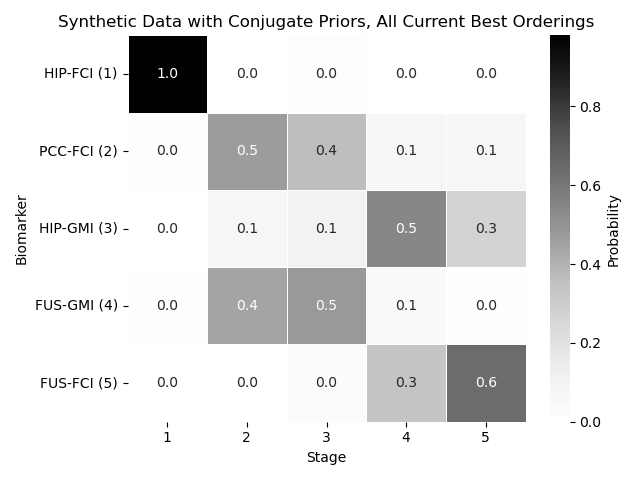 Synthetic Data with Conjugate Priors, All Current Best Orderings
HIP-FCI (1) 1.0 0.0 0.0 0.0 0.0
PCC-FCI (2) 0.0 0.5 0.4 0.1 0.1
HIP-GMI (3) 0.0 0.1 0.1 0.5 0.3
FUS-GMI (4) 0.0 0.4 0.5 0.1 0.0
FUS-FCI (5) 0.0 0.0 0.0 0.3 0.6
1 2 3 4 5
Stage
Biomarker
0.8
0.6
0.4
0.2
0.0
Probability